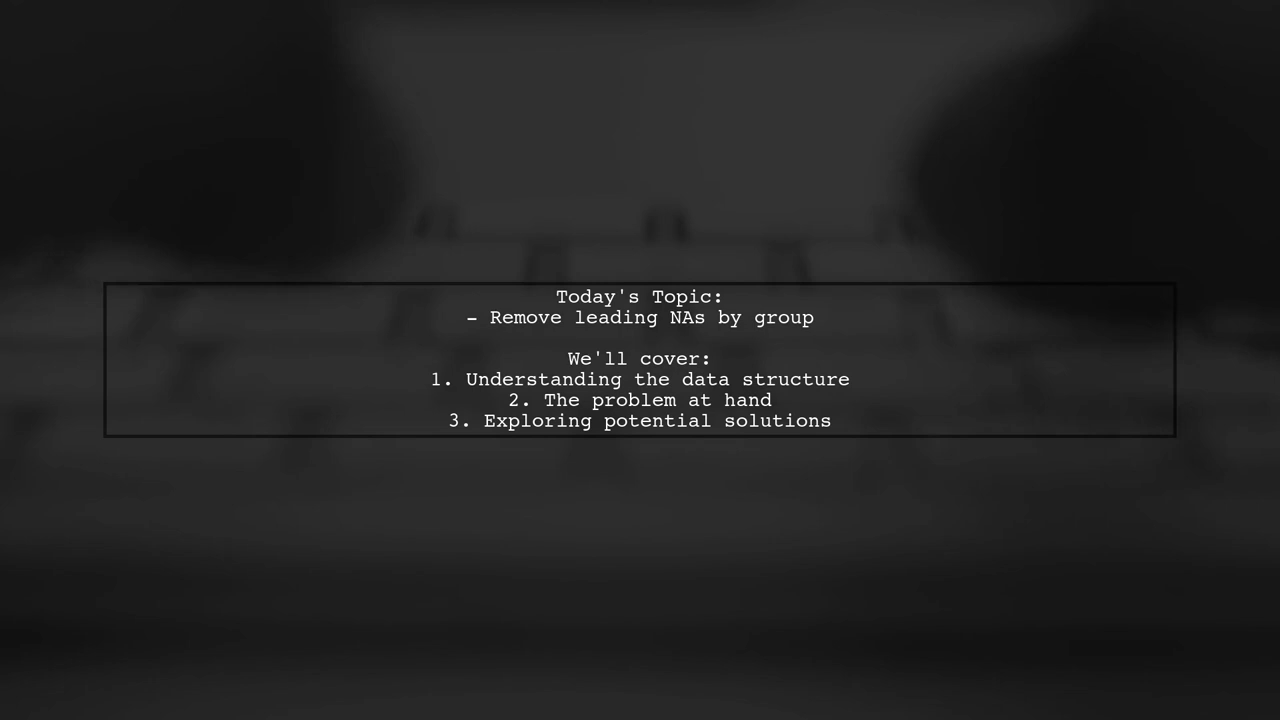 Today's Topic:
- Remove leading NAs by group
We'll cover:
1. Understanding the data structure
2. The problem at hand
3. Exploring potential solutions